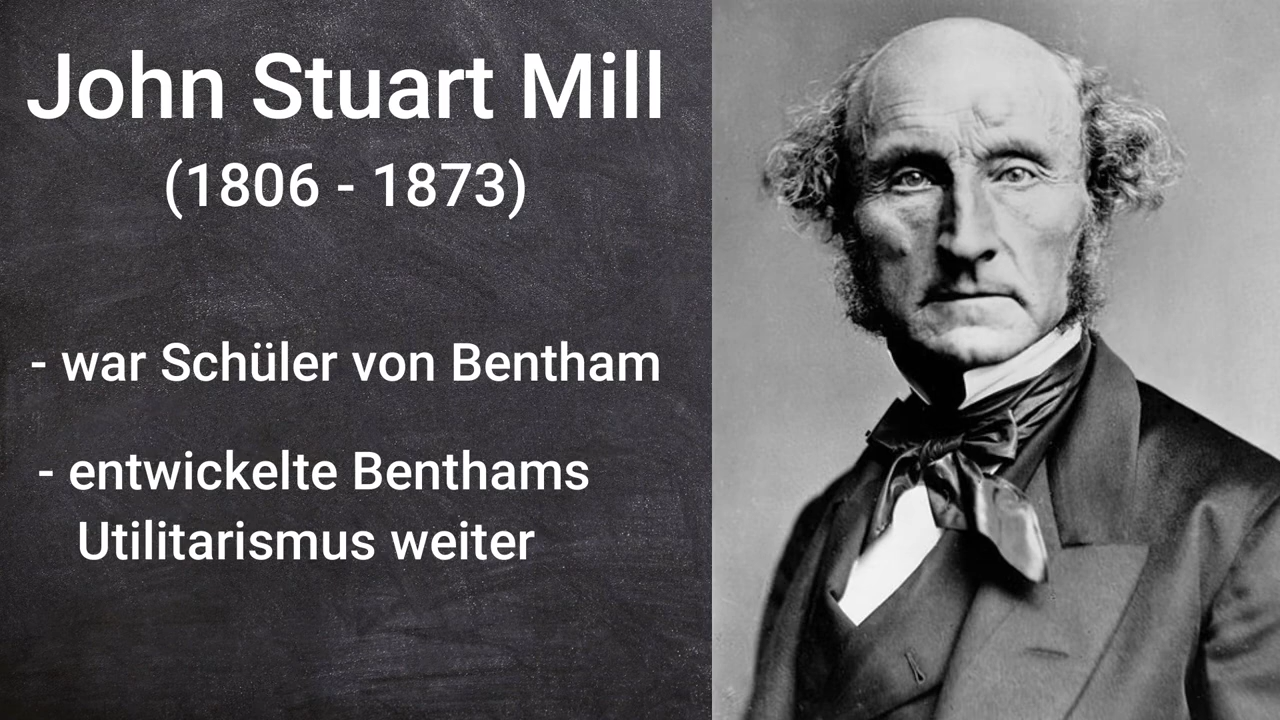 John Stuart Mill
(1806 - 1873)
- war Schüler von Bentham
- entwickelte Benthams
Utilitarismus weiter